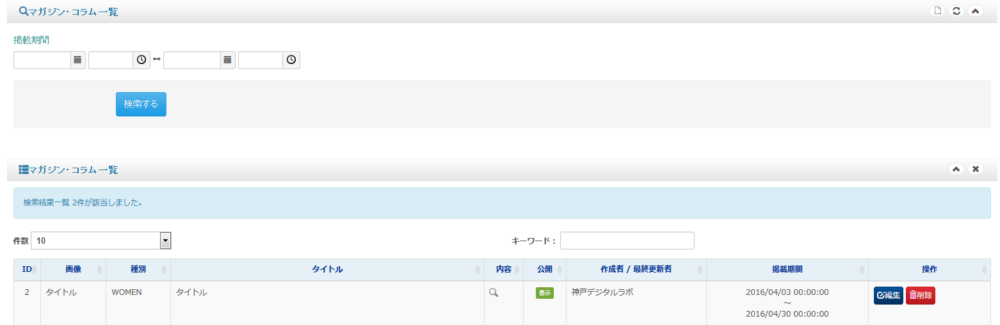 マガジン・コラム一覧
掲載期間
検索する
マガジン・コラム一覧
検索結果一覧 2件が該当しました。
件数 10 キーワード：
ID 画像 種別 タイトル 内容 公開 作成者 / 最終更新者 掲載期間 操作
2 タイトル WOMEN タイトル 表示 神戸デジタルラボ 2016/04/03 00:00:00 編集 削除
～
2016/04/30 00:00:00